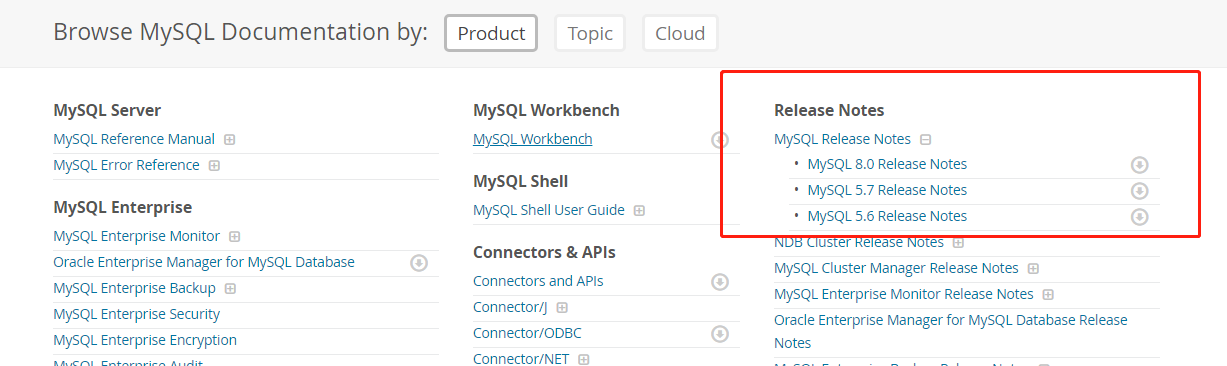 Browse MySQL Documentation by: Product Topic Cloud
MySQL Server
MySQL Reference Manual
MySQL Error Reference
MySQL Enterprise
MySQL Enterprise Monitor
Oracle Enterprise Manager for MySQL Database
MySQL Enterprise Backup
MySQL Enterprise Security
MySQL Enterprise Encryption
MySQL Enterprise Audit
MySQL Workbench
MySQL Workbench
MySQL Shell
MySQL Shell User Guide
Connectors & APIs
Connectors and APIs
Connector/J
Connector/ODBC
Connector/NET
Release Notes
MySQL Release Notes
• MySQL 8.0 Release Notes
• MySQL 5.7 Release Notes
• MySQL 5.6 Release Notes
NDB Cluster Release Notes
MySQL Cluster Manager Release Notes
MySQL Enterprise Monitor Release Notes
Oracle Enterprise Manager for MySQL Database Release
Notes
MySQL Enterprise Backup Release Notes